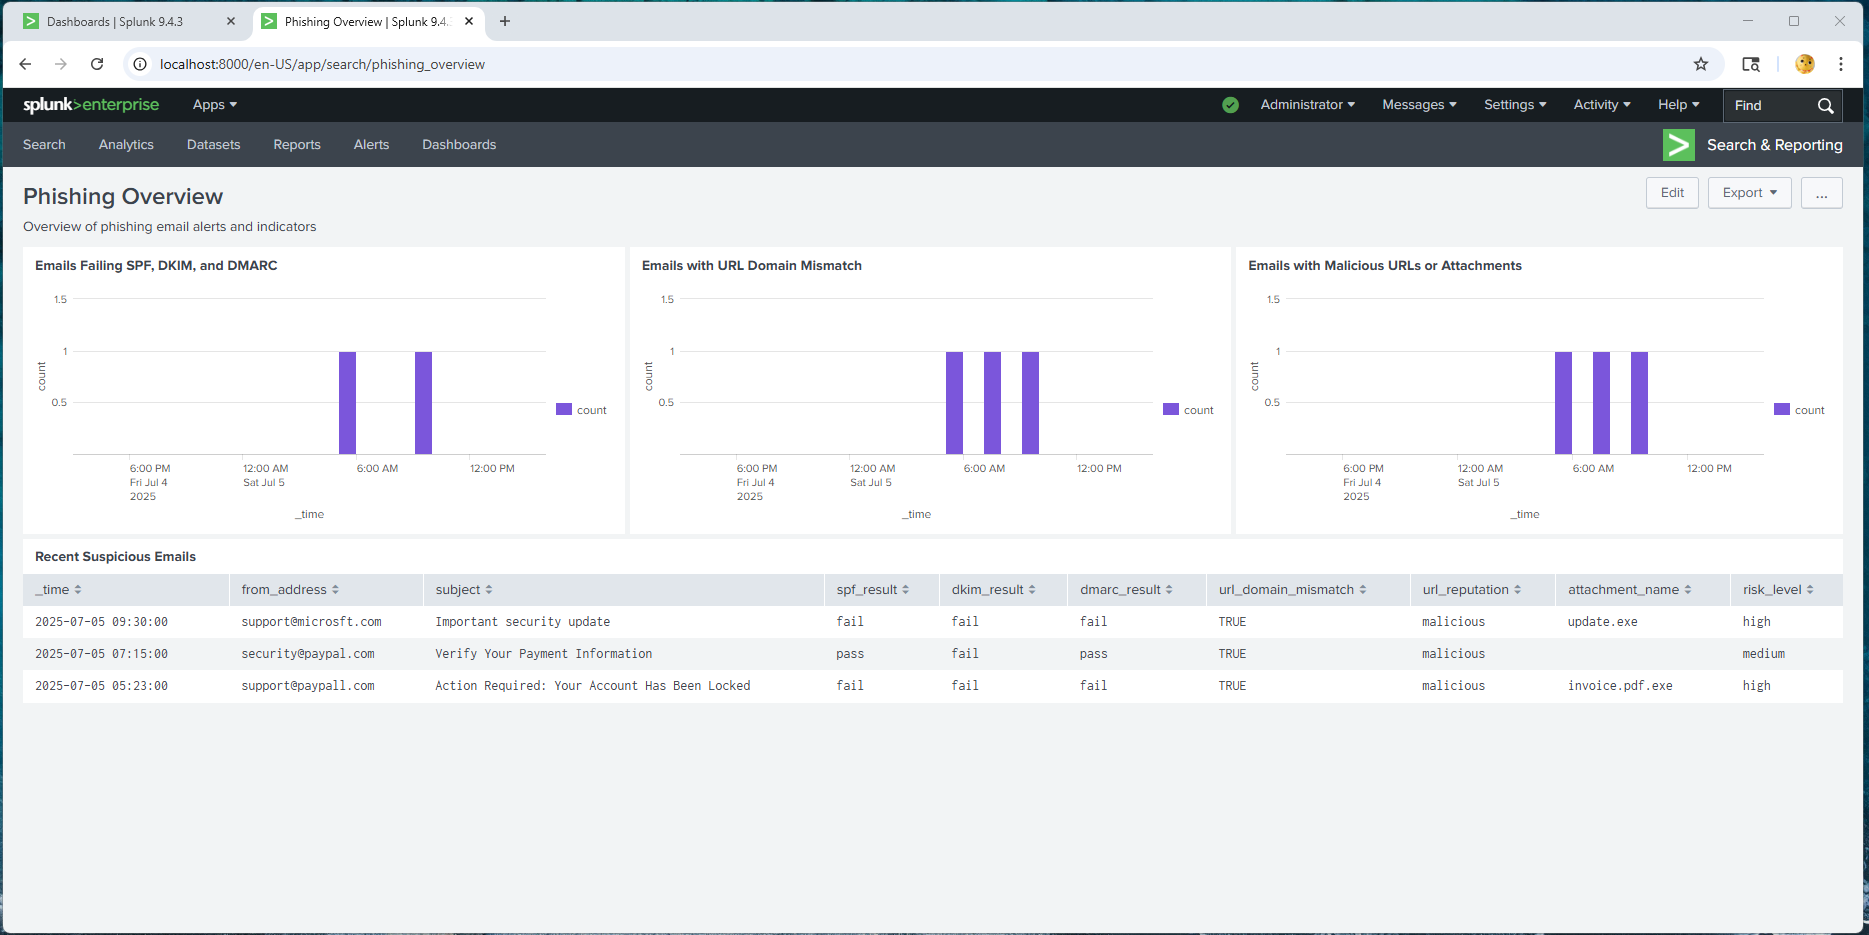 Dashboards | Splunk 9.4.3
Phishing Overview | Splunk 9.4.
localhost:8000/en-US/app/search/phishing_overview
splunk>enterprise
Apps
Administrator
Messages
Settings
Activity
Help
Find
Search
Analytics
Datasets
Reports
Alerts
Dashboards
Search & Reporting
Phishing Overview
Edit
Export
...
Overview of phishing email alerts and indicators
Emails Failing SPF, DKIM, and DMARC
1.5
1
0.5
count
count
6:00 PM
Fri Jul 4
2025
12:00 AM
Sat Jul 5
6:00 AM
12:00 PM
_time
Emails with URL Domain Mismatch
1.5
1
0.5
count
count
6:00 PM
Fri Jul 4
2025
12:00 AM
Sat Jul 5
6:00 AM
12:00 PM
_time
Emails with Malicious URLs or Attachments
1.5
1
0.5
count
count
6:00 PM
Fri Jul 4
2025
12:00 AM
Sat Jul 5
6:00 AM
12:00 PM
_time
Recent Suspicious Emails
_time from_address subject spf_result dkim_result dmarc_result url_domain_mismatch url_reputation attachment_name risk_level
2025-07-05 09:30:00 support@microsft.com Important security update fail fail fail TRUE malicious update.exe high
2025-07-05 07:15:00 security@paypal.com Verify Your Payment Information pass fail pass TRUE malicious medium
2025-07-05 05:23:00 support@paypall.com Action Required: Your Account Has Been Locked fail fail fail TRUE malicious invoice.pdf.exe high